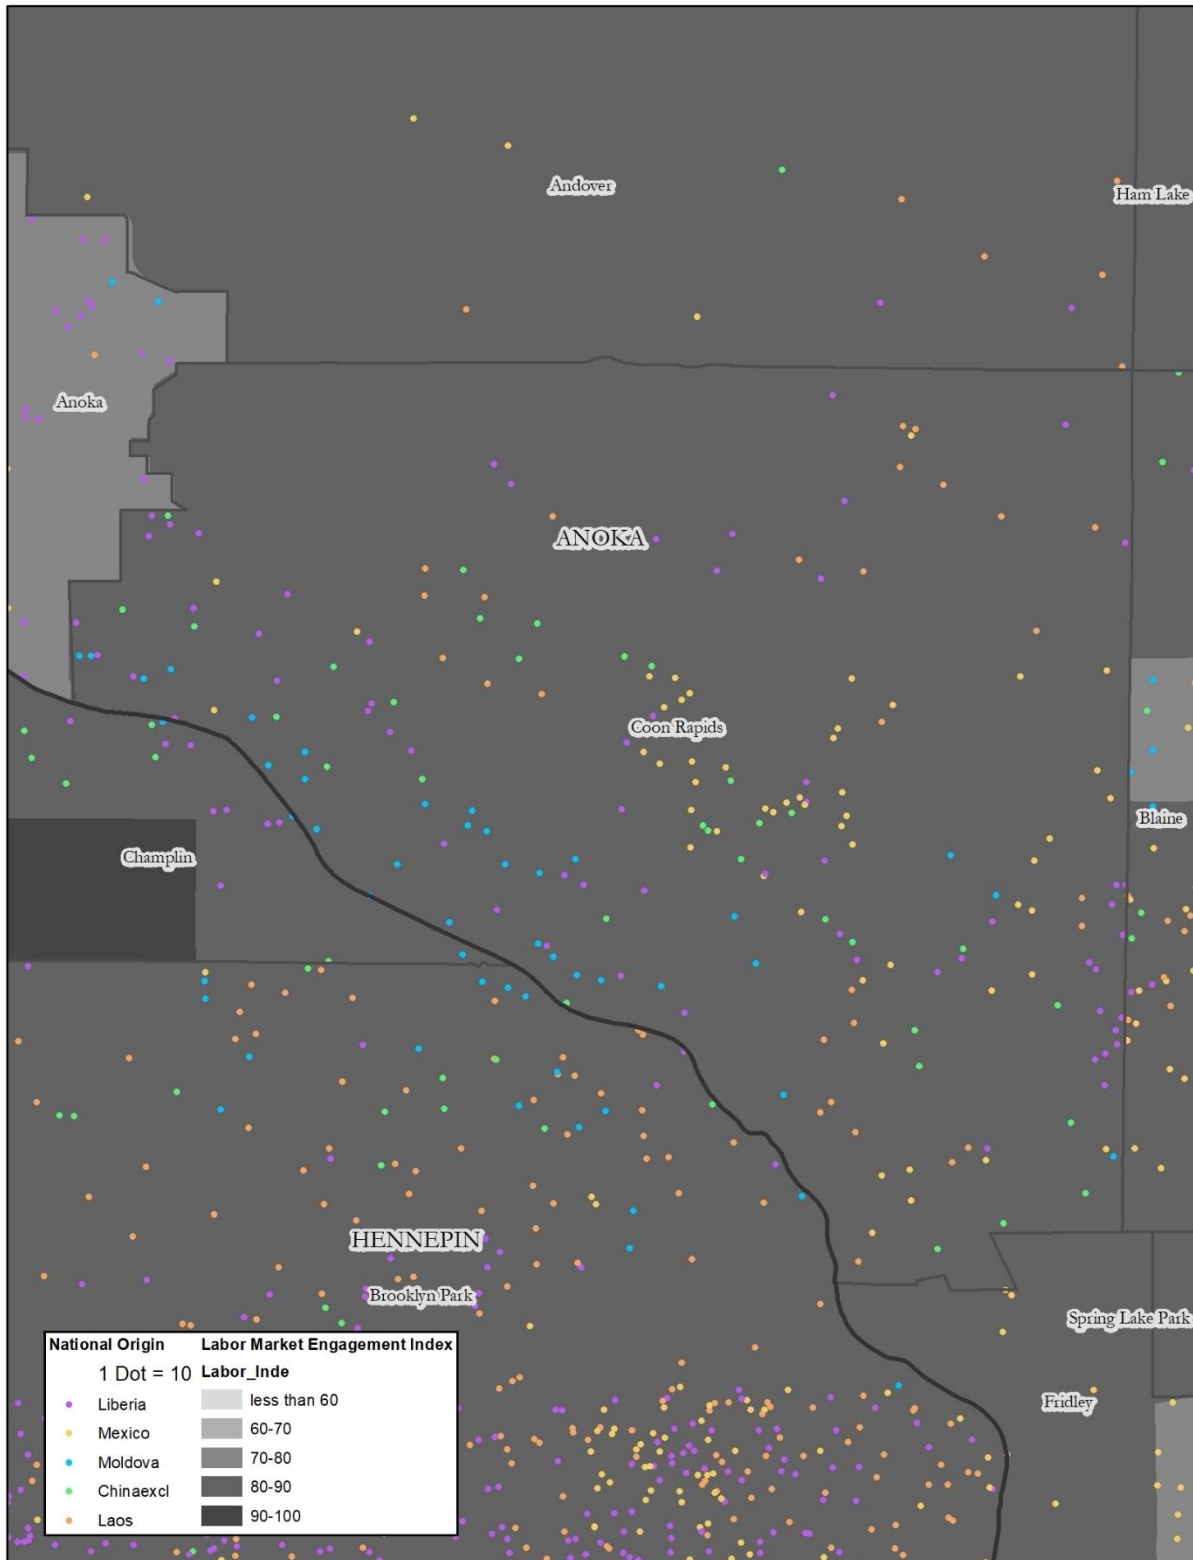 Andover
Ham Lake
Anoka
ANOKA
Coon Rapids
Blaine
Champlin
HENNEPIN
Brooklyn Park
Spring Lake Park
Fridley
National Origin
1 Dot = 10
Liberia
Mexico
Moldova
Chinaexcl
Laos
Labor Market Engagement Index
Labor_Inde
less than 60
60-70
70-80
80-90
90-100